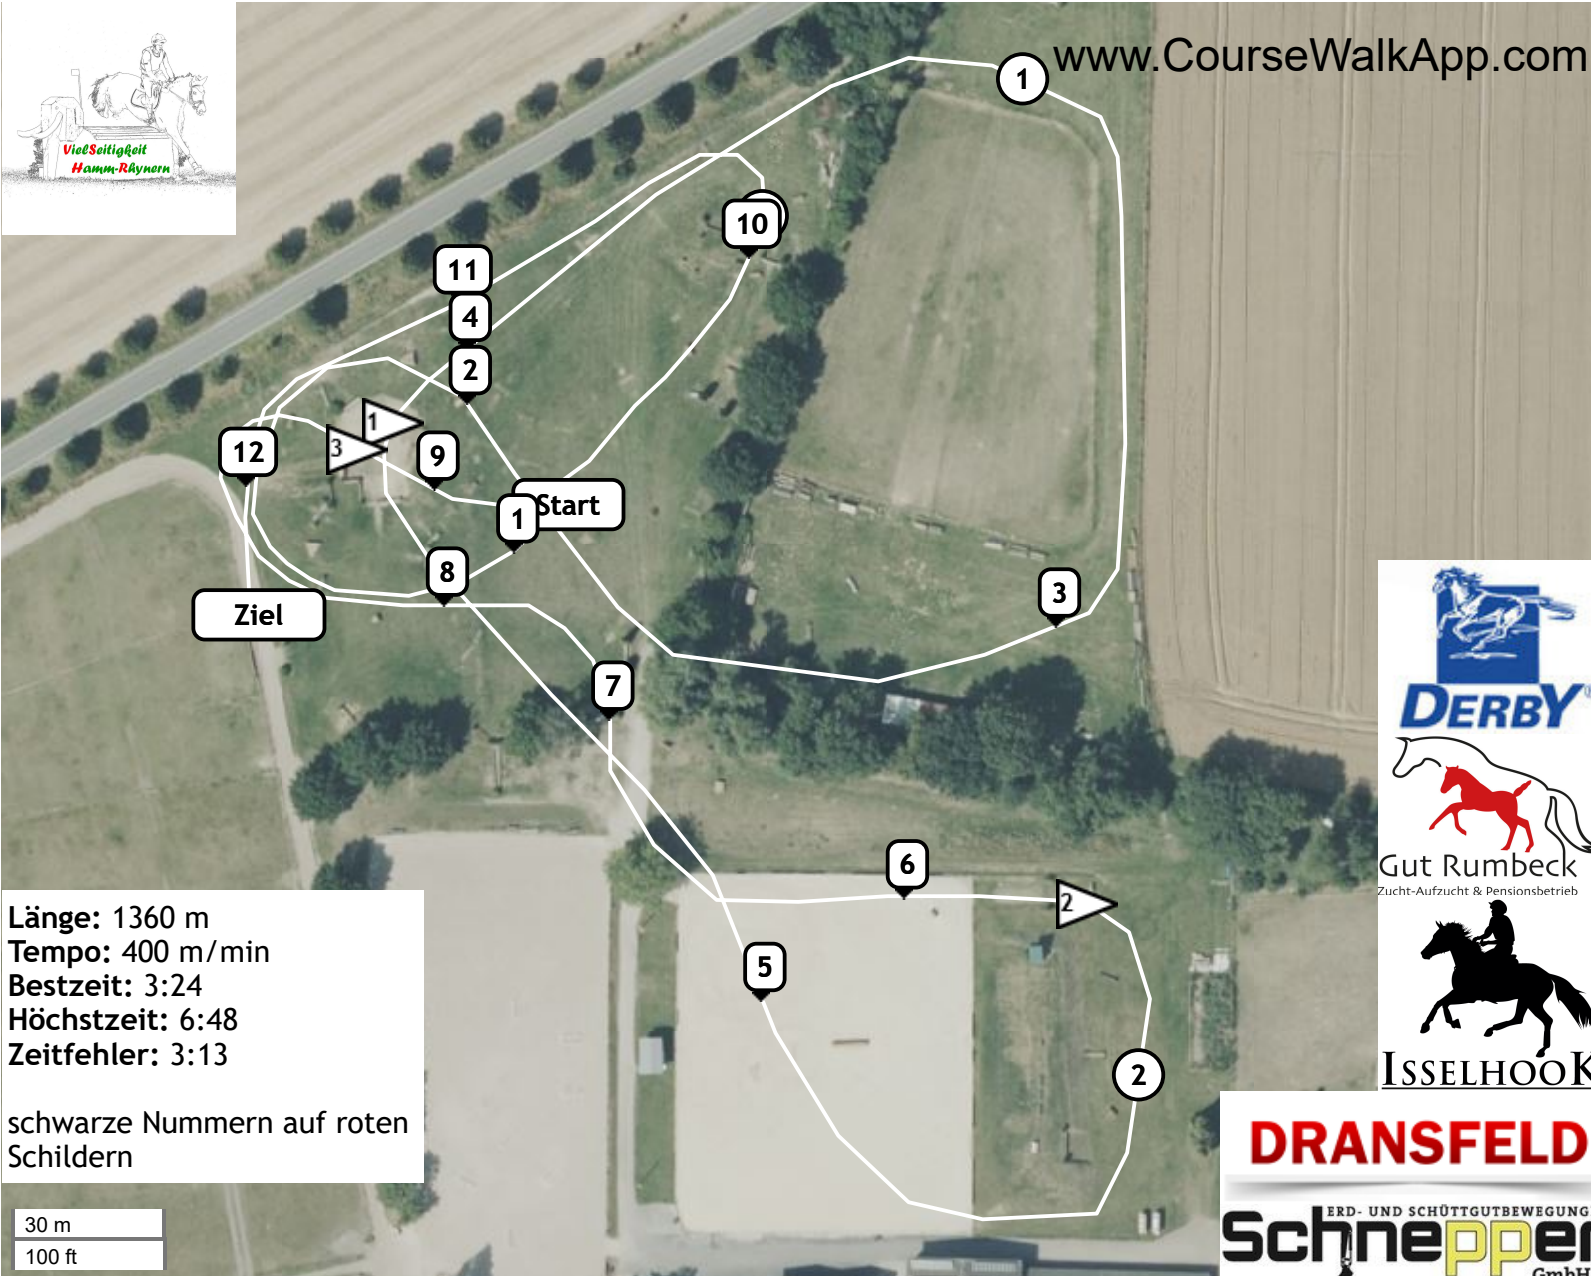 www.CourseWalkApp.com
VielSeitigkeit
Hamm-Rhynern
1
10
11
4
2
1
3
12
9
Start
1
8
3
Ziel
7
6
2
5
2
DERBY
Gut Rumbeck
Zucht-Aufzucht & Pensionsbetrieb
ISSELHOOK
DRANSFELD
ERD- UND SCHÜTTGUTBEWEGUNG
Schnepper
GmbH
Länge: 1360 m
Tempo: 400 m/min
Bestzeit: 3:24
Höchstzeit: 6:48
Zeitfehler: 3:13
schwarze Nummern auf roten
Schildern
30 m
100 ft